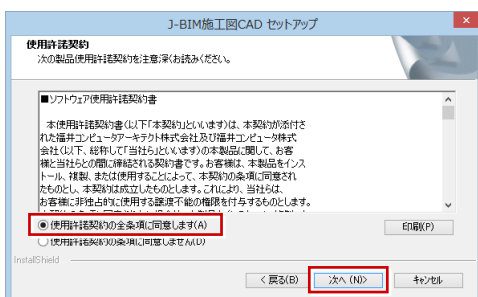 J-BIM施工図CAD セットアップ
使用許諾契約
次の製品使用許諾契約を注意深くお読みください。
■ソフトウェア使用許諾契約書
本使用許諾契約書(以下「本契約」といいます)は、本契約が添付さ
れた福井コンピュータアーキテクト株式会社及び福井コンピュータ株式
会社(以下、総称して「当社ら」といいます)の本製品に関して、お客
様と当社らとの間に締結される契約書です。お客様は、本製品をインス
トール、複製、または使用することによって、本契約の条項に同意され
たものとし、本契約は成立したものとします。これにより、当社らは、
お客様に非独占的に使用する譲渡不能の権限を付与するものとします。
使用許諾契約の全条項に同意します(A)
印刷(P)
使用許諾契約の条項に同意しません(D)
InstallShield
< 戻る(B)
次へ (N)>
キャンセル